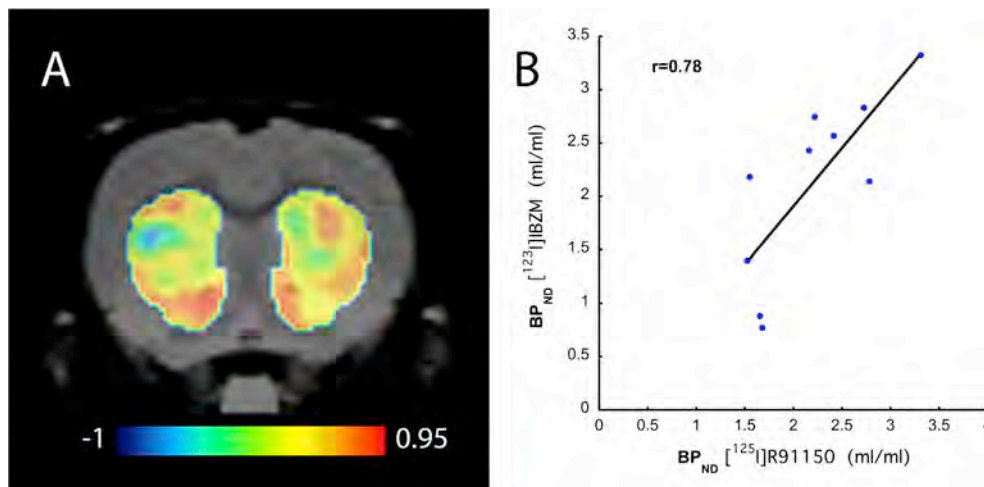 A
-1
0.95
B
r=0.78
3.5
3
2.5
2
1.5
1
0.5
0
BP_ND [¹²³I]IBZM (ml/ml)
0 0.5 1 1.5 2 2.5 3 3.5 4
BP_ND [¹²⁵I]R91150 (ml/ml)